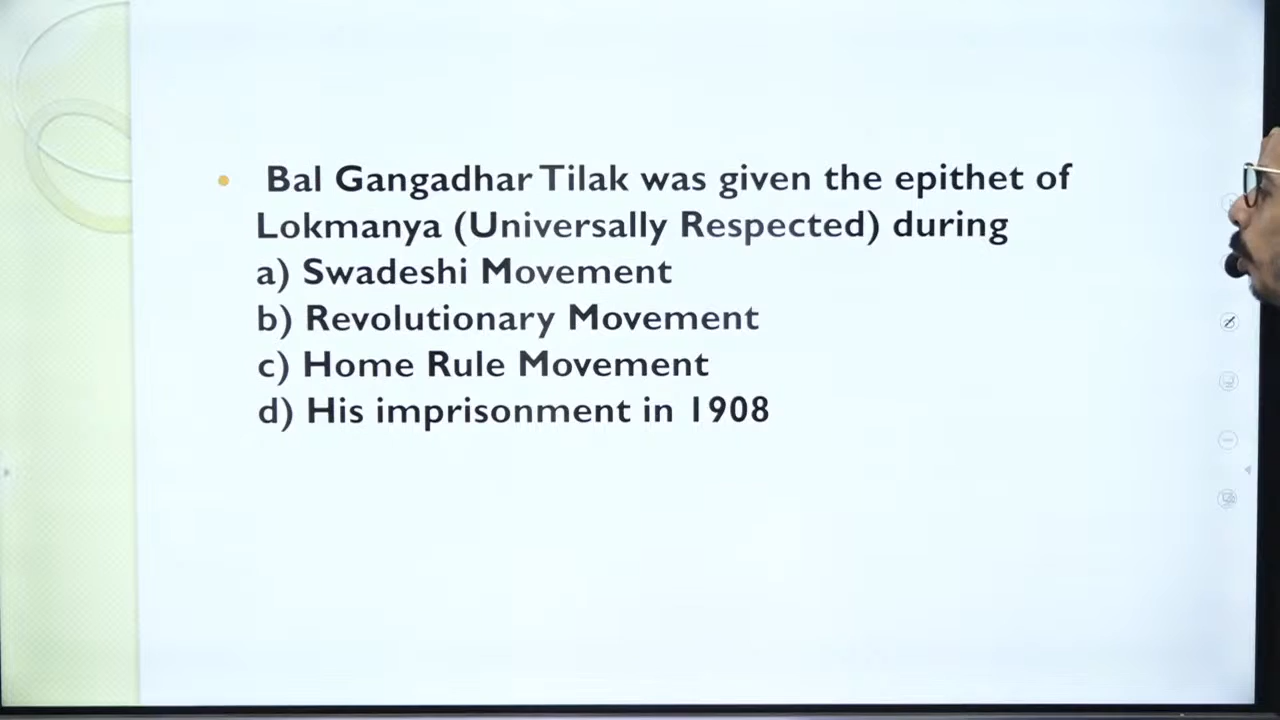 Bal Gangadhar Tilak was given the epithet of
Lokmanya (Universally Respected) during
a) Swadeshi Movement
b) Revolutionary Movement
c) Home Rule Movement
d) His imprisonment in 1908